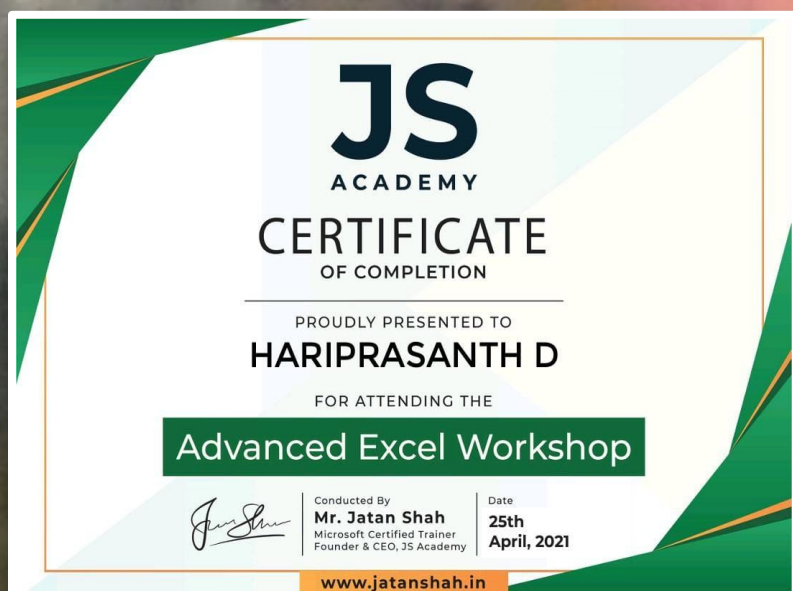 JS
ACADEMY
CERTIFICATE
OF COMPLETION
PROUDLY PRESENTED TO
HARIPRASANTH D
FOR ATTENDING THE
Advanced Excel Workshop
Conducted By
Mr. Jatan Shah
Microsoft Certified Trainer
Founder & CEO, JS Academy
Date
25th
April, 2021
www.jatanshah.in